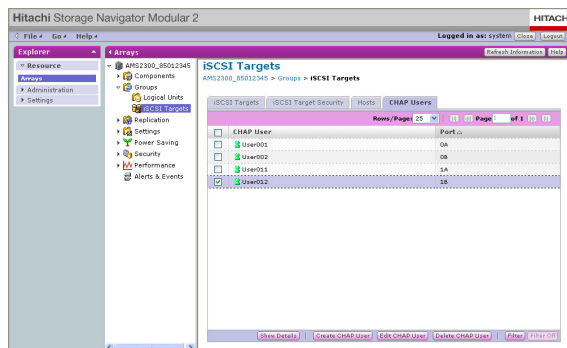 Hitachi Storage Navigator Modular 2
HITACH
File Go Help
Logged in as: system Close Logout
Explorer
Arrays
Refresh Information Help
Resource
Arrays
Administration
Settings
AMS2300_85012345
Components
Groups
Logical Units
iSCSI Targets
Replication
Settings
Power Saving
Security
Performance
Alerts & Events
iSCSI Targets
AMS2300_85012345 > Groups > iSCSI Targets
iSCSI Targets iSCSI Target Security Hosts CHAP Users
Rows/Page: 25 Page 1 of 1
CHAP User Port
User001 0A
User002 0B
User011 1A
User012 1B
Show Details Create CHAP User Edit CHAP User Delete CHAP User Filter Filter Off